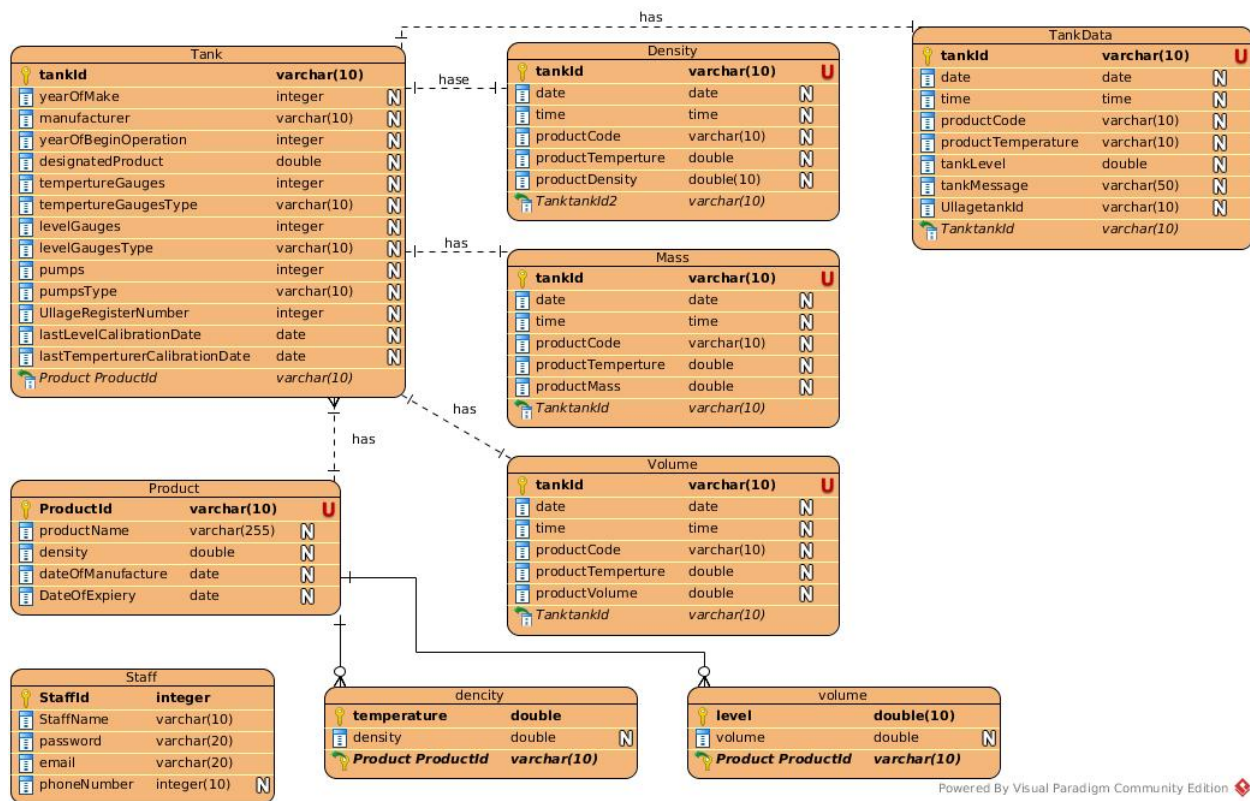 has
Tank
tankId varchar(10)
yearOfMake integer N
manufacturer varchar(10) N
yearOfBeginOperation integer N
designatedProduct double N
tempertureGauges integer N
tempertureGaugesType varchar(10) N
levelGauges integer N
levelGaugesType varchar(10) N
pumps integer N
pumpsType varchar(10) N
UllageRegisterNumber integer N
lastLevelCalibrationDate date N
lastTemperturerCalibrationDate date N
Product ProductId varchar(10)
hase
Density
tankId varchar(10) U
date date N
time time N
productCode varchar(10) N
productTemperture double N
productDensity double(10) N
TanktankId2 varchar(10)
TankData
tankId varchar(10) U
date date N
time time N
productCode varchar(10) N
productTemperature varchar(10) N
tankLevel double N
tankMessage varchar(50) N
UllagetankId varchar(10) N
TanktankId varchar(10)
has
Mass
tankId varchar(10) U
date date N
time time N
productCode varchar(10) N
productTemperture double N
productMass double N
TanktankId varchar(10)
has
has
Volume
tankId varchar(10) U
date date N
time time N
productCode varchar(10) N
productTemperture double N
productVolume double N
TanktankId varchar(10)
Product
ProductId varchar(10) U
productName varchar(255) N
density double N
dateOfManufacture date N
DateOfExpiery date N
Staff
StaffId integer
StaffName varchar(10)
password varchar(20)
email varchar(20)
phoneNumber integer(10) N
dencity
temperature double
density double N
Product ProductId varchar(10)
volume
level double(10)
volume double N
Product ProductId varchar(10)
Powered By Visual Paradigm Community Edition